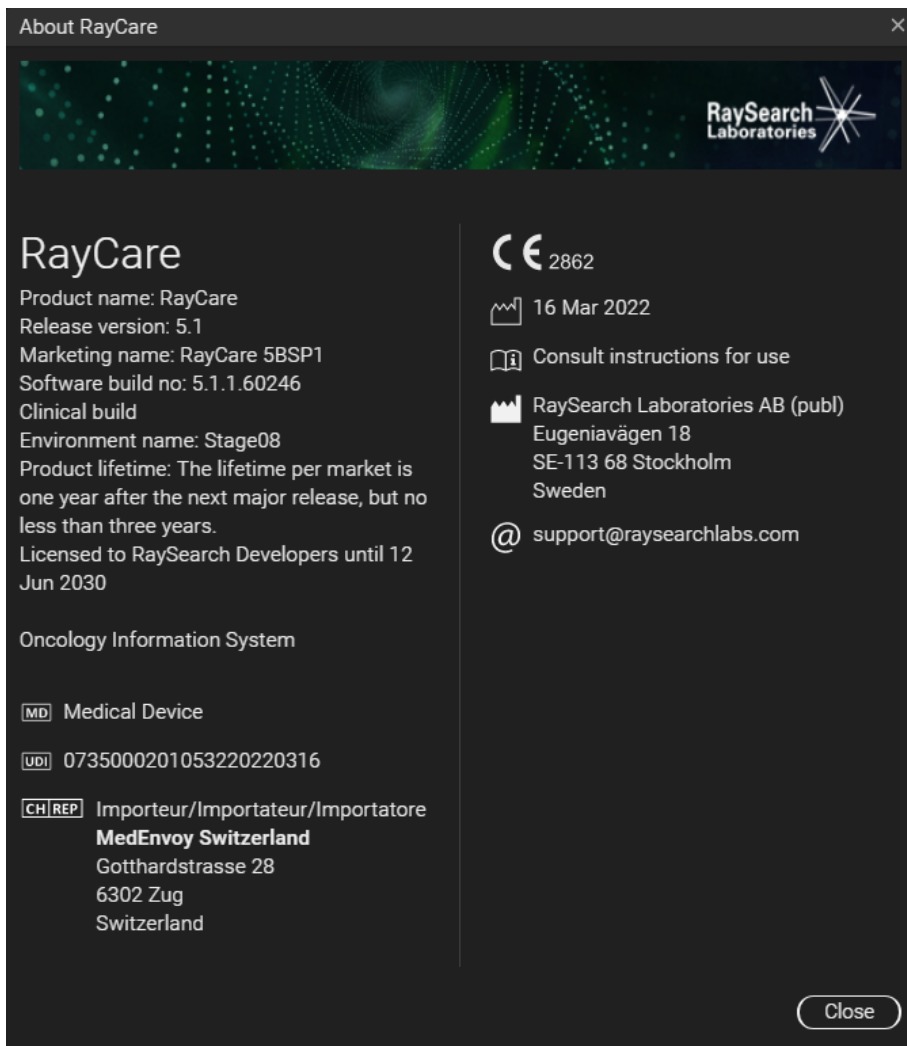 About RayCare
RaySearch
Laboratories
RayCare
Product name: RayCare
Release version: 5.1
Marketing name: RayCare 5BSP1
Software build no: 5.1.1.60246
Clinical build
Environment name: Stage08
Product lifetime: The lifetime per market is
one year after the next major release, but no
less than three years.
Licensed to RaySearch Developers until 12
Jun 2030
Oncology Information System
MD Medical Device
UDI 0735000201053220220316
CH REP Importeur/Importateur/Importatore
MedEnvoy Switzerland
Gotthardstrasse 28
6302 Zug
Switzerland
CE 2862
16 Mar 2022
Consult instructions for use
RaySearch Laboratories AB (publ)
Eugeniavägen 18
SE-113 68 Stockholm
Sweden
@ support@raysearchlabs.com
Close